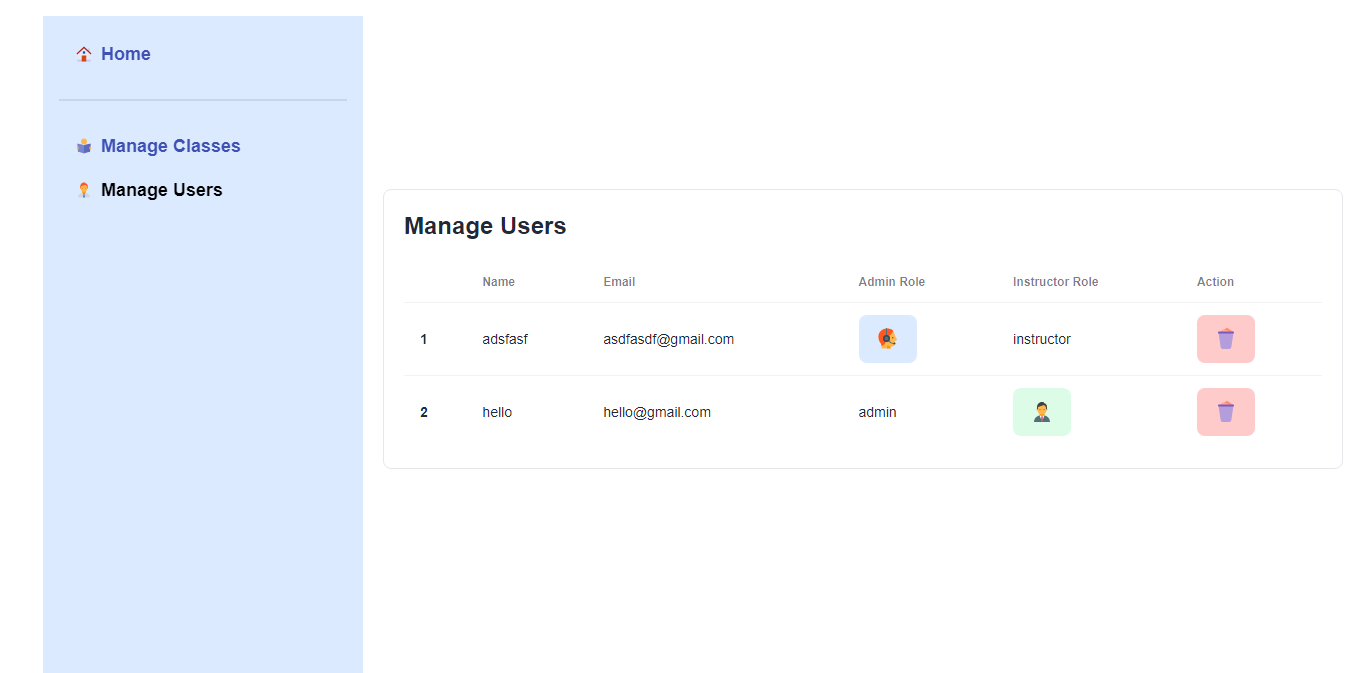 Home
Manage Classes
Manage Users
Manage Users
Name Email Admin Role Instructor Role Action
1 adsfasf asdfasdf@gmail.com instructor
2 hello hello@gmail.com admin